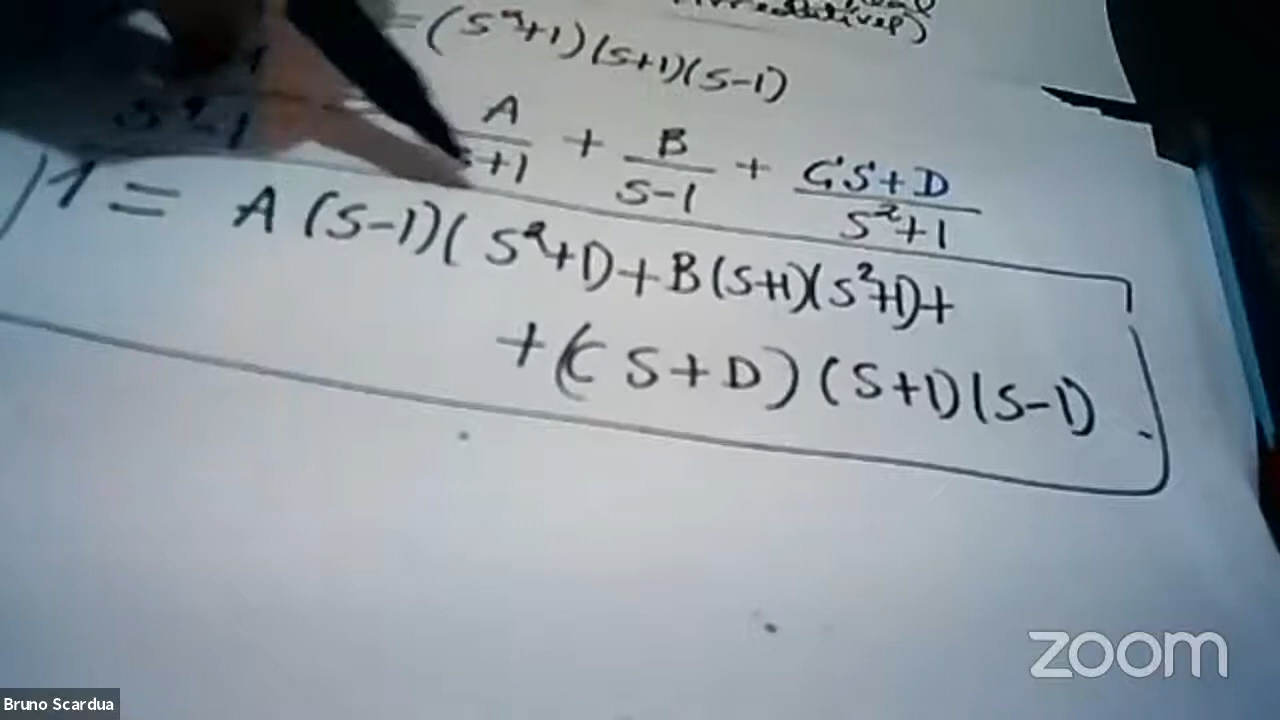 =(s²+1)(s+1)(s-1)
A/s+1 + B/s-1 + Cs+D/s²+1
1 = A(s-1)(s²+1)+B(s+1)(s²+1)+
+(Cs+D)(s+1)(s-1)
zoom
Bruno Scardua